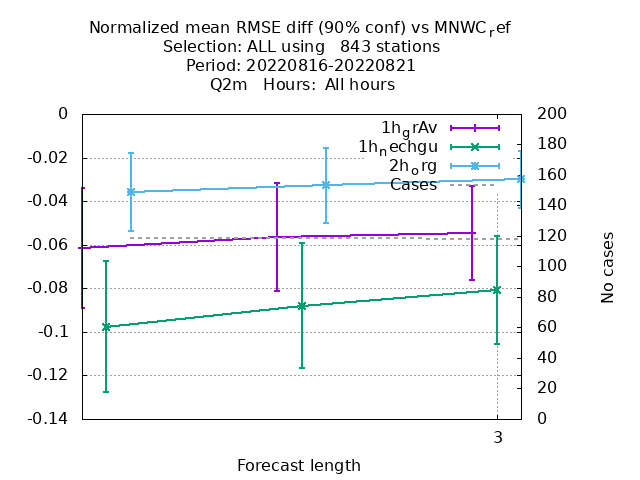 Normalized mean RMSE diff (90% conf) vs MNWC_ref
Selection: ALL using   843 stations
Period: 20220816-20220821
Q2m   Hours:  All hours
1h_grAv
1h_nechgu
2h_org
Cases
0
-0.02
-0.04
-0.06
-0.08
-0.1
-0.12
-0.14
200
180
160
140
120
100
80
60
40
20
0
No cases
3
Forecast length